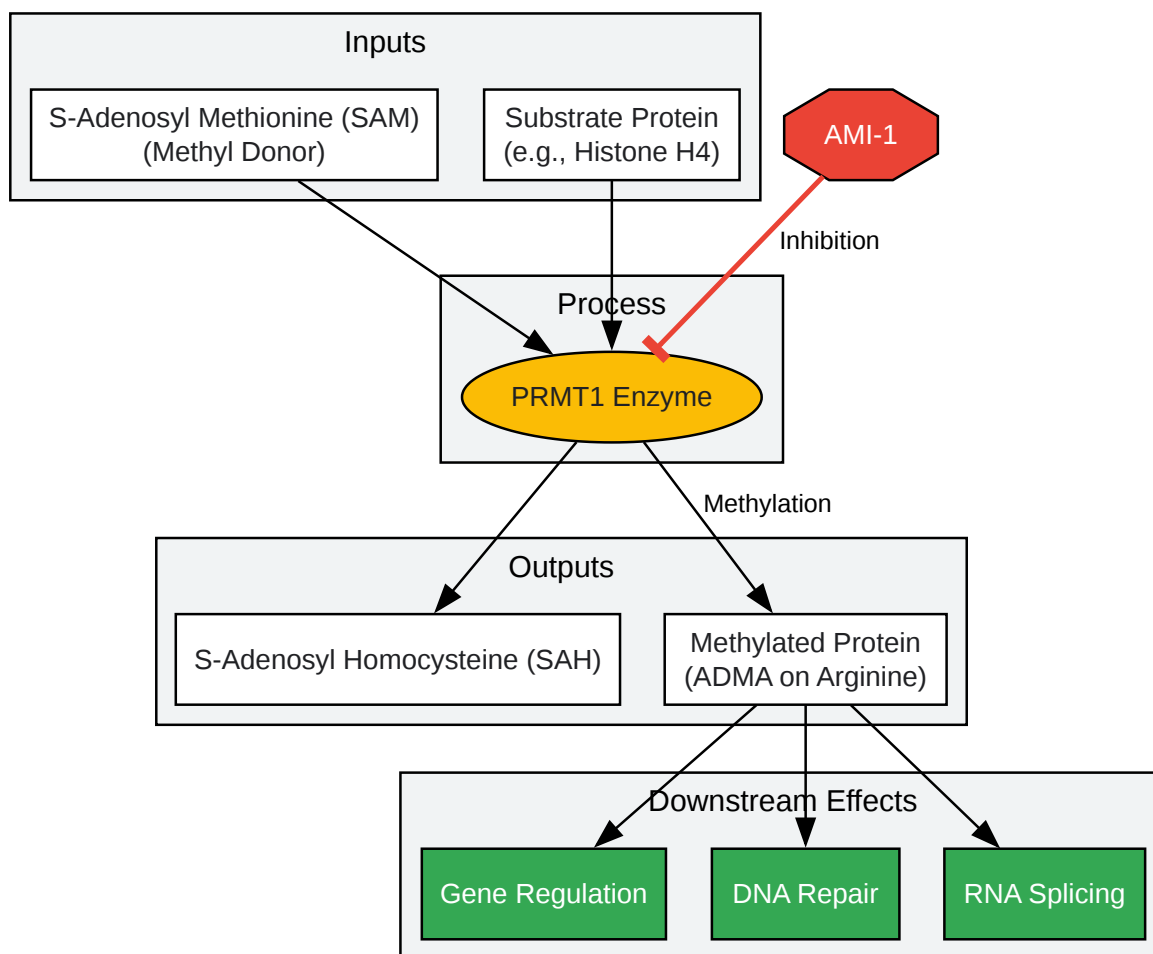 Inputs
S-Adenosyl Methionine (SAM)
(Methyl Donor)
Substrate Protein
(e.g., Histone H4)
AMI-1
Inhibition
Process
PRMT1 Enzyme
Methylation
Outputs
S-Adenosyl Homocysteine (SAH)
Methylated Protein
(ADMA on Arginine)
Downstream Effects
Gene Regulation
DNA Repair
RNA Splicing